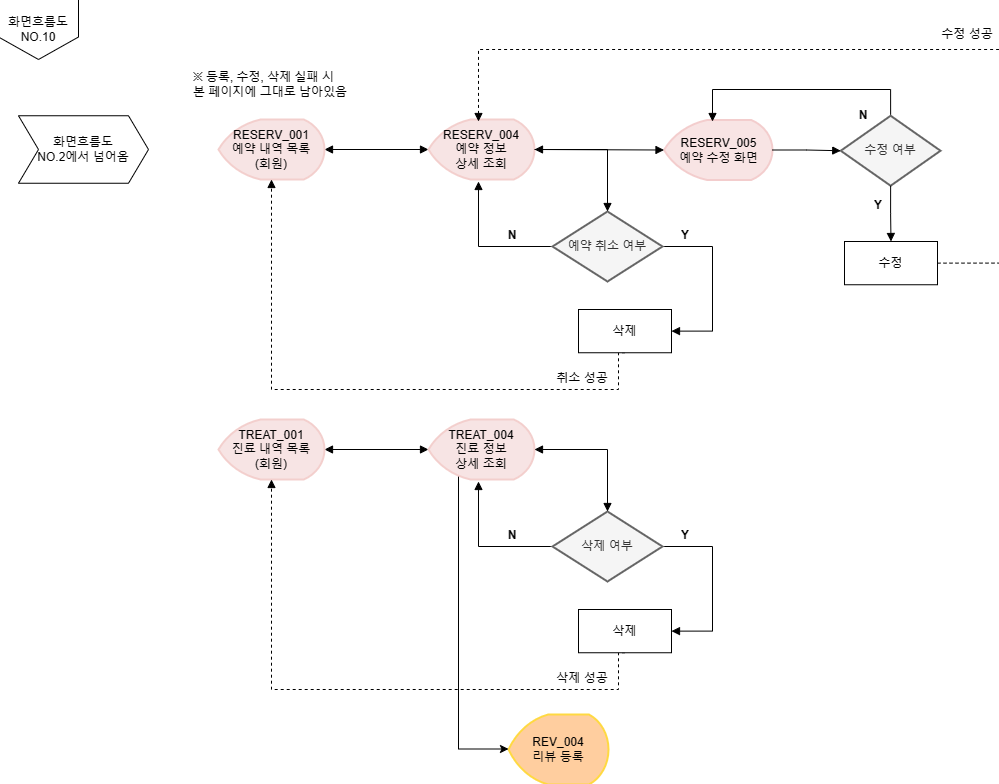 화면흐름도
NO.10
수정 성공
※ 등록, 수정, 삭제 실패 시
본 페이지에 그대로 남아있음
화면흐름도
NO.2에서 넘어옴
RESERV_001
예약 내역 목록
(회원)
RESERV_004
예약 정보
상세 조회
RESERV_005
예약 수정 화면
N
수정 여부
Y
수정
N
예약 취소 여부
Y
삭제
취소 성공
TREAT_001
진료 내역 목록
(회원)
TREAT_004
진료 정보
상세 조회
N
삭제 여부
Y
삭제
삭제 성공
REV_004
리뷰 등록